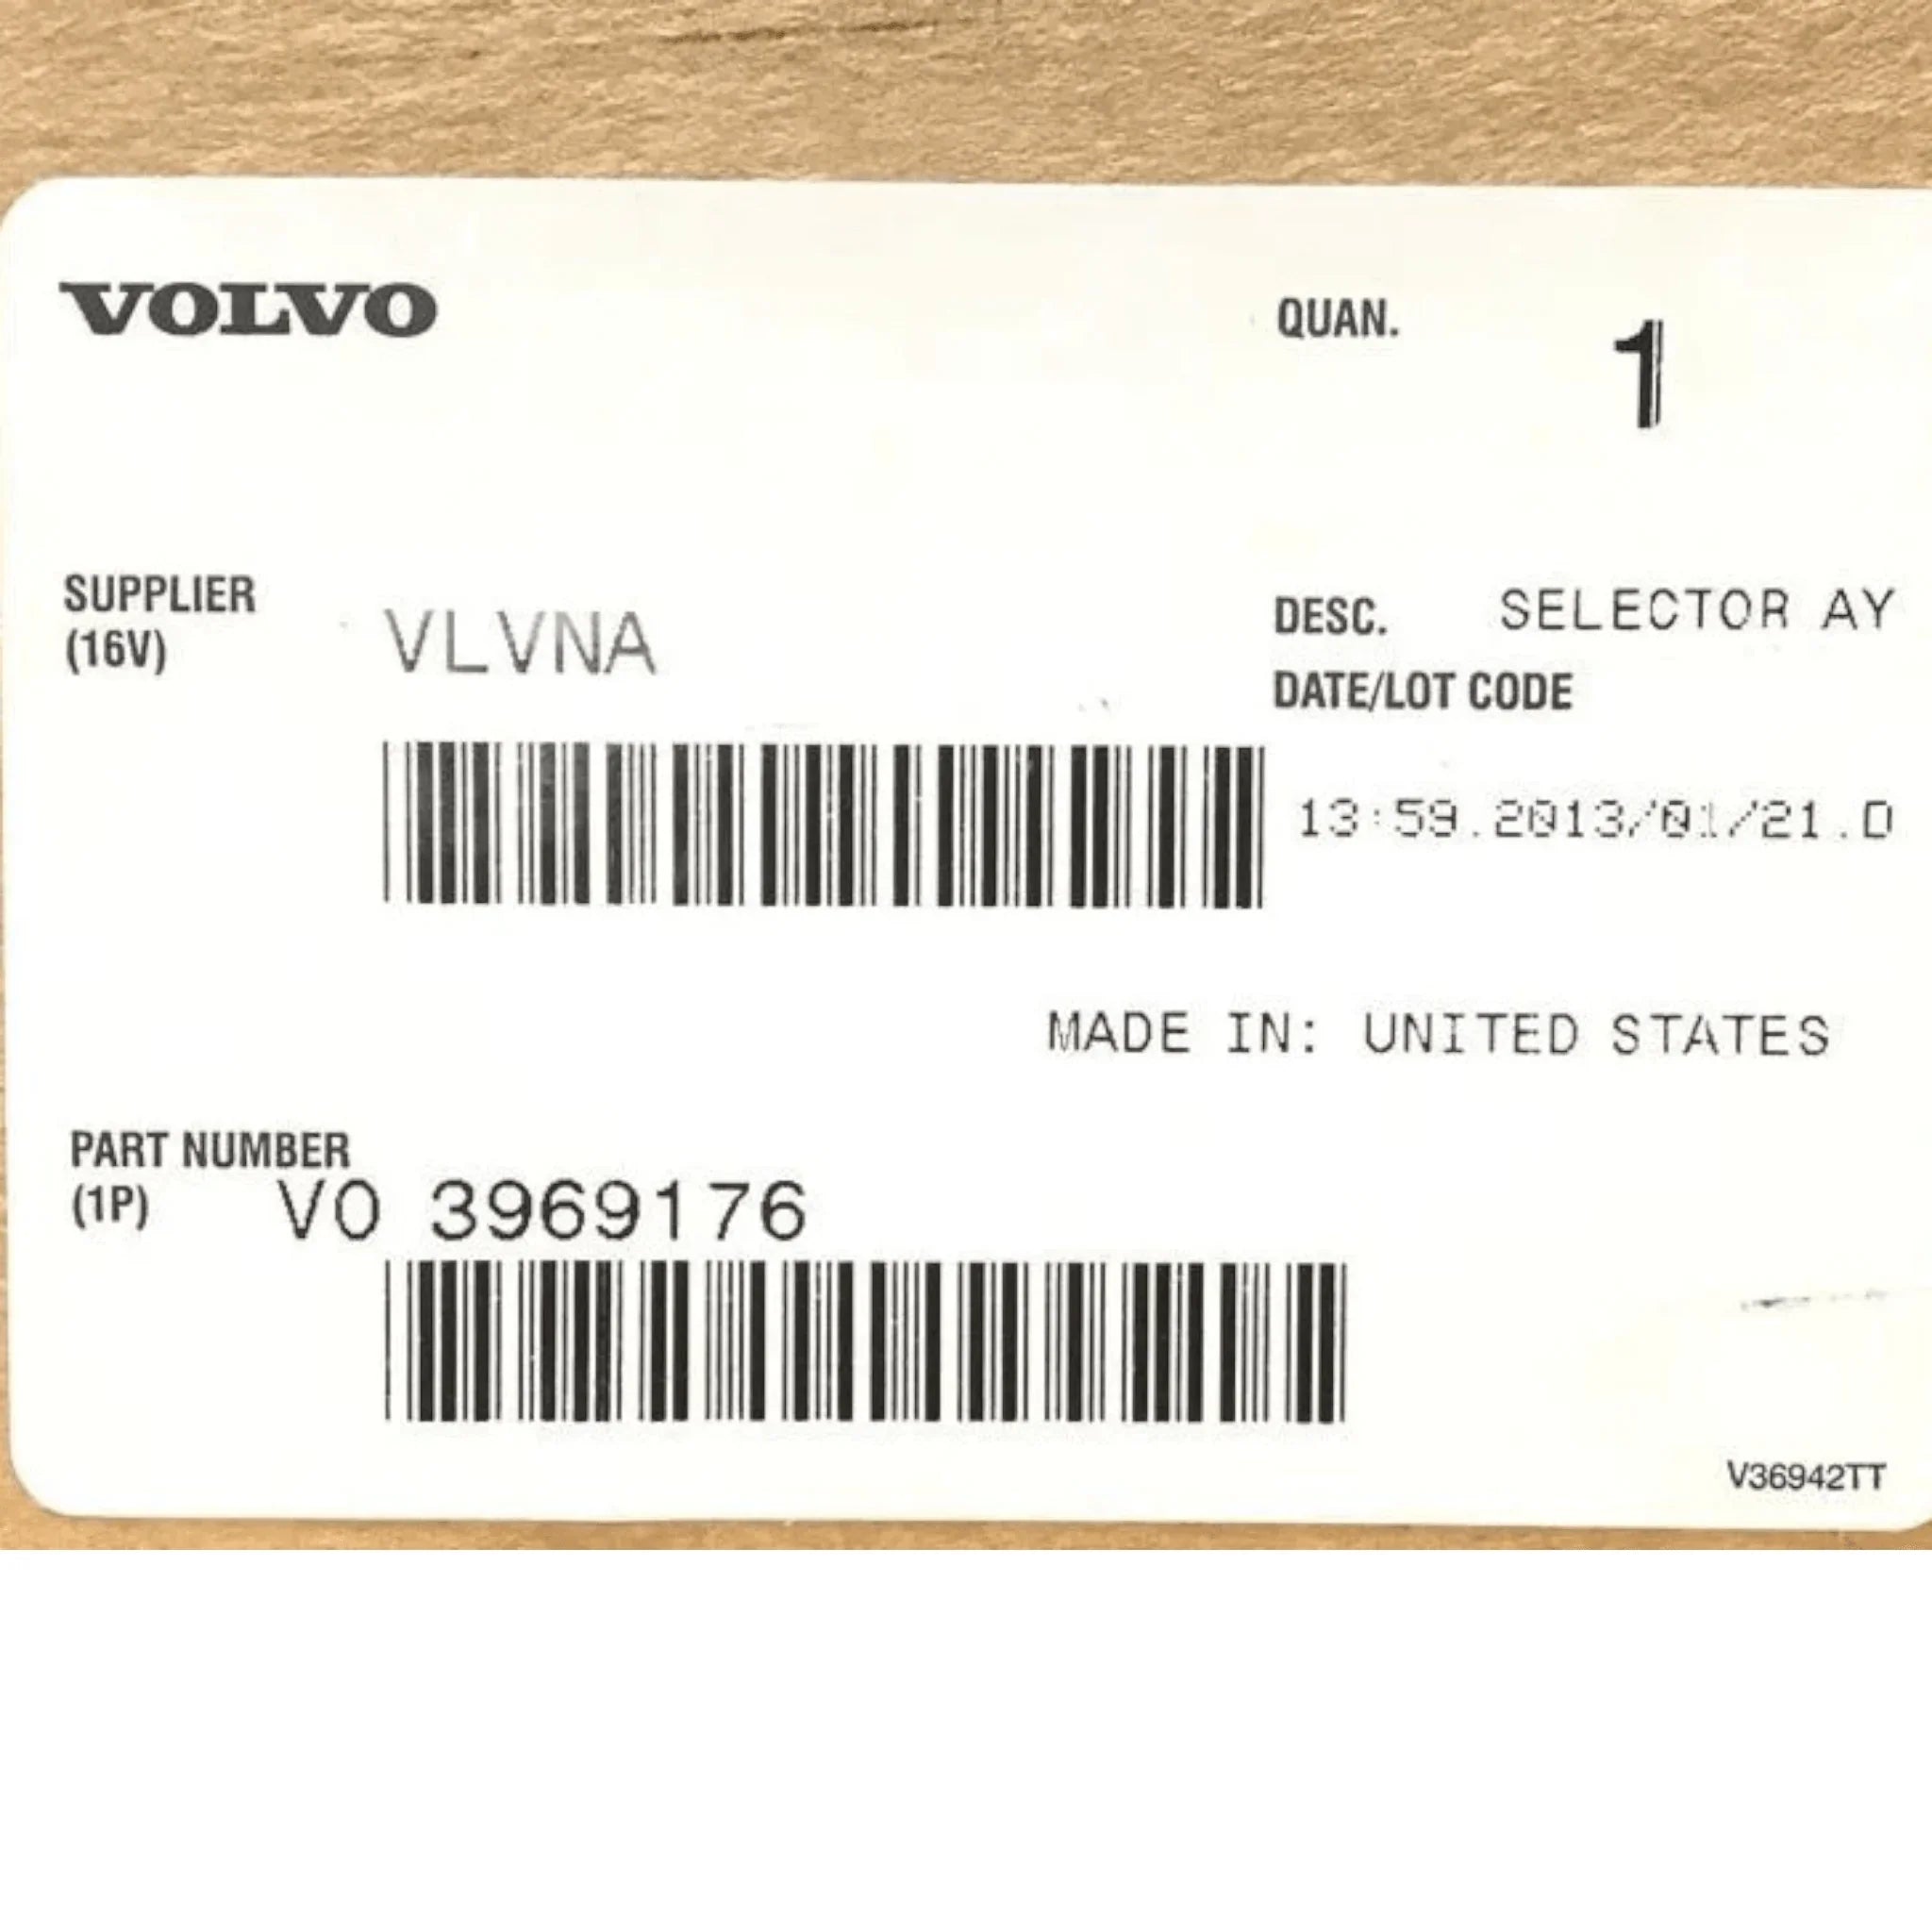 VOLVO
QUAN.
1
SUPPLIER
(16V)
VLVNA
DESC. SELECTOR AY
DATE/LOT CODE
13:59.2013/01/21.D
MADE IN: UNITED STATES
PART NUMBER
(1P) VO 3969176
V36942TT